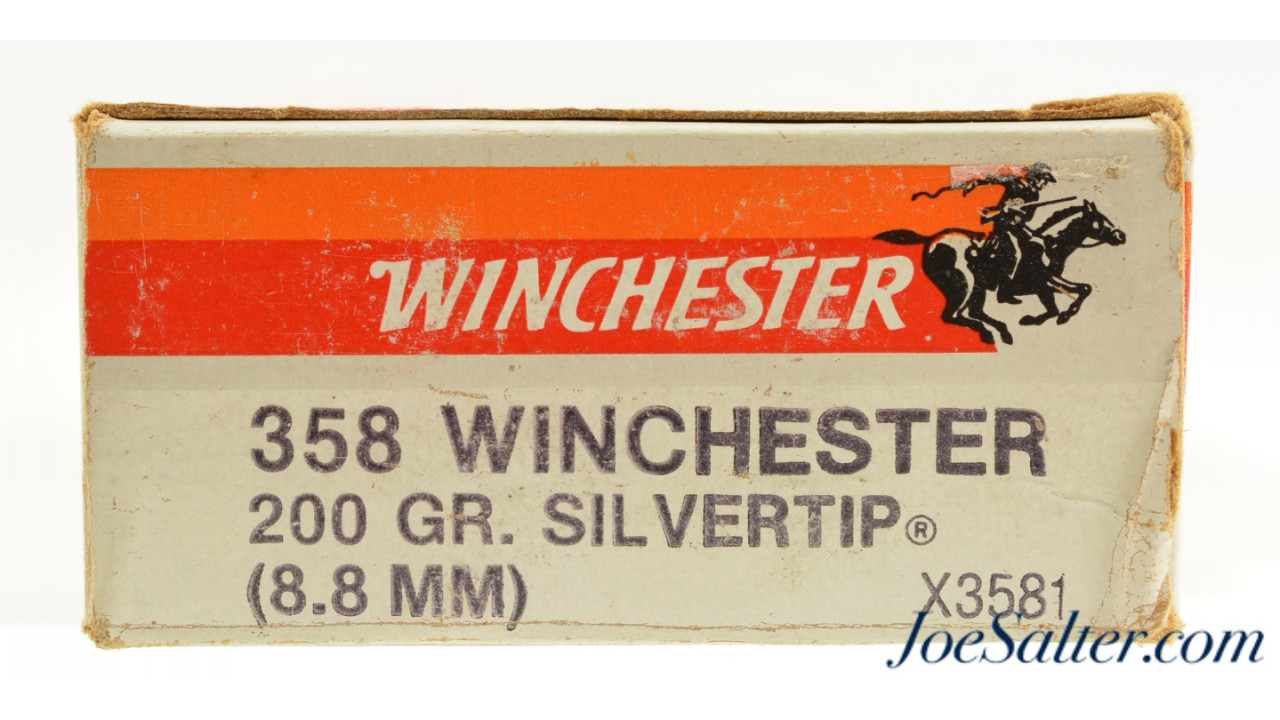 WINCHESTER
358 WINCHESTER
200 GR. SILVERTIP®
(8.8 MM)
X3581
JoeSalter.com